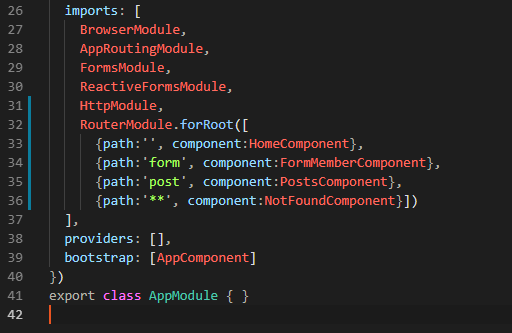 26 imports: [
27 BrowserModule,
28 AppRoutingModule,
29 FormsModule,
30 ReactiveFormsModule,
31 HttpModule,
32 RouterModule.forRoot([
33 {path:'', component:HomeComponent},
34 {path:'form', component:FormMemberComponent},
35 {path:'post', component:PostsComponent},
36 {path:'**', component:NotFoundComponent}])
37 ],
38 providers: [],
39 bootstrap: [AppComponent]
40 })
41 export class AppModule { }
42